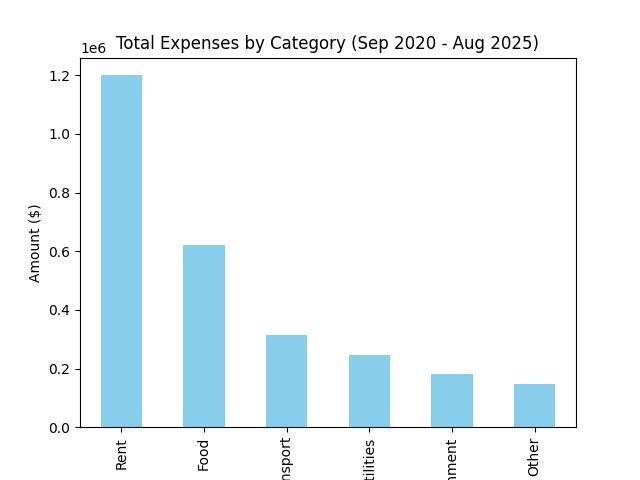 1e6
Total Expenses by Category (Sep 2020 - Aug 2025)
1.2
1.0
0.8
0.6
0.4
0.2
0.0
Amount ($)
Rent
Food
nsport
tilities
nment
Other